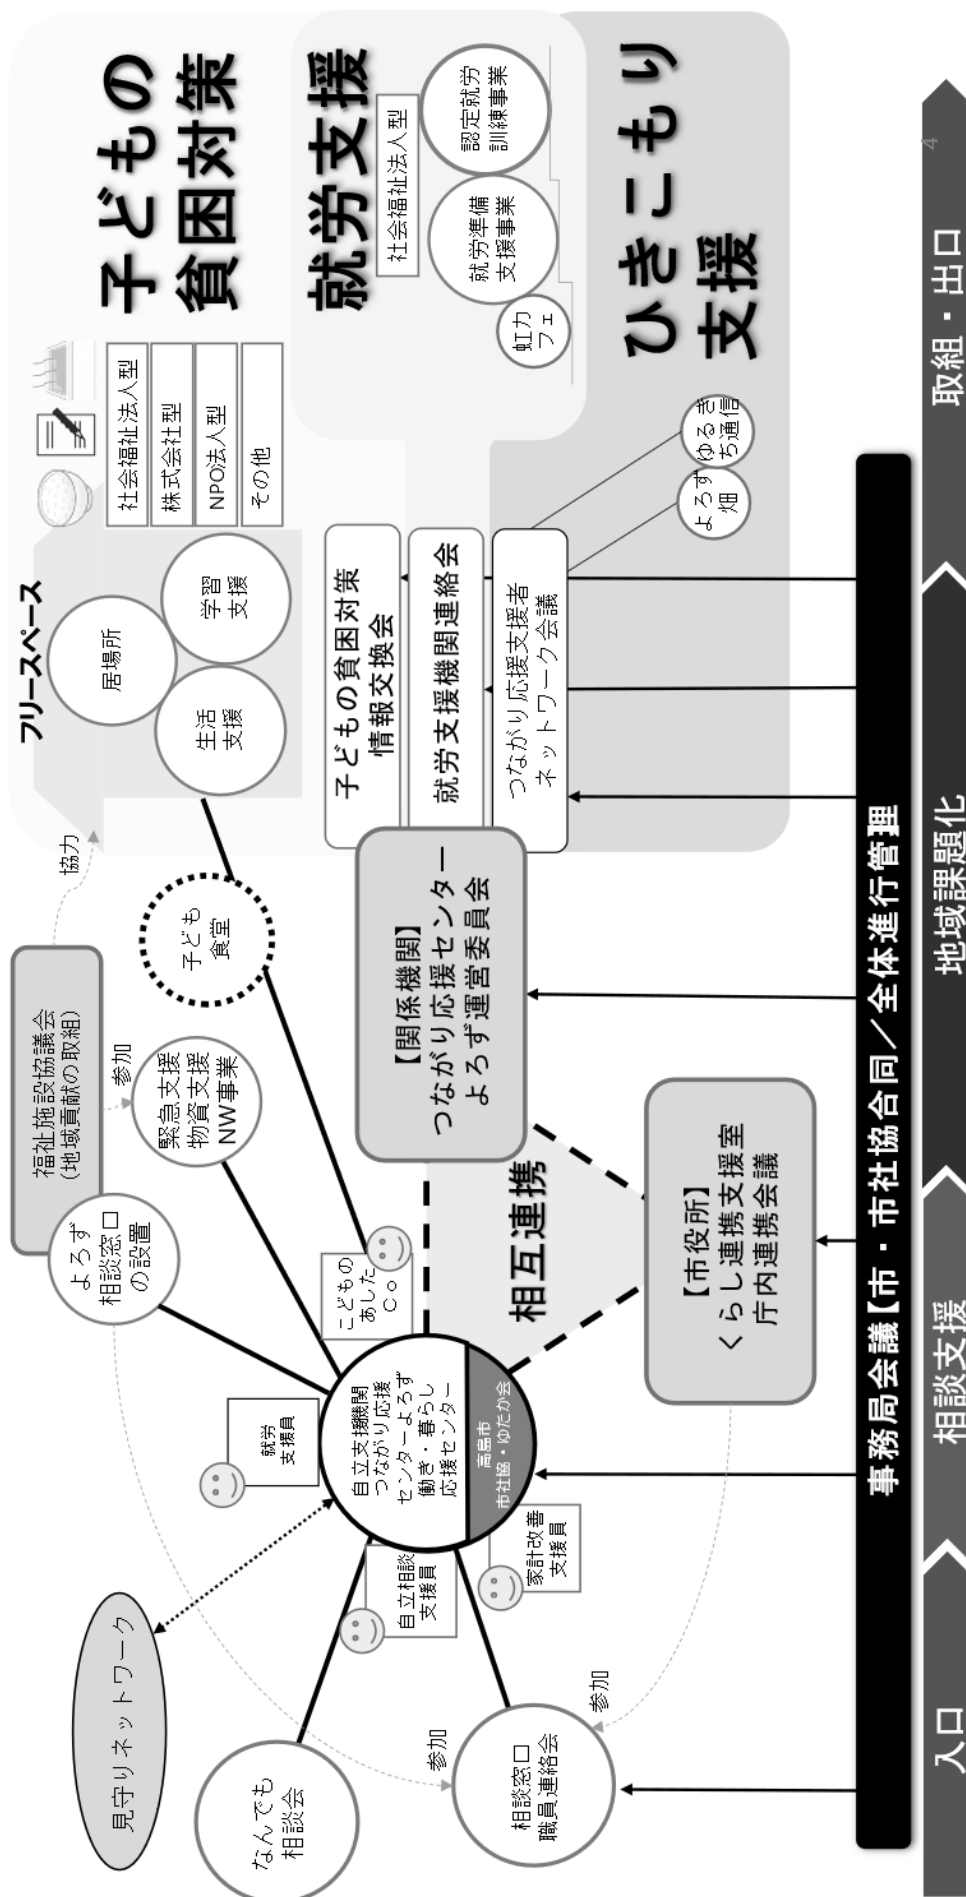 見守りネットワーク
なんでも
相談会
参加
相談窓口
職員連絡会
参加
よろず
相談窓口
の設置
福祉施設協議会
(地域貢献の取組)
参加
緊急支援
物資支援
NW事業
協力
子ども
食堂
就労
支援員
自立相談
支援員
家計改善
支援員
こどもの
あした
Co
自立支援機関
つながり応援
センターよろず
働き・暮らし
応援センター
高島市
市社協・ゆたか会
相互連携
【関係機関】
つながり応援センター
よろず運営委員会
【市役所】
くらし連携支援室
庁内連携会議
フリースペース
居場所
生活
支援
学習
支援
社会福祉法人型
株式会社型
NPO法人型
その他
子どもの
貧困対策
子どもの貧困対策
情報交換会
就労支援機関連絡会
つながり応援支援者
ネットワーク会議
就労支援
社会福祉法人型
虹カ
フェ
就労準備
支援事業
認定就労
訓練事業
よろず
畑
ゆるき
ち通信
ひきこもり
支援
事務局会議【市・市社協合同／全体進行管理
入口
相談支援
地域課題化
取組・出口
4